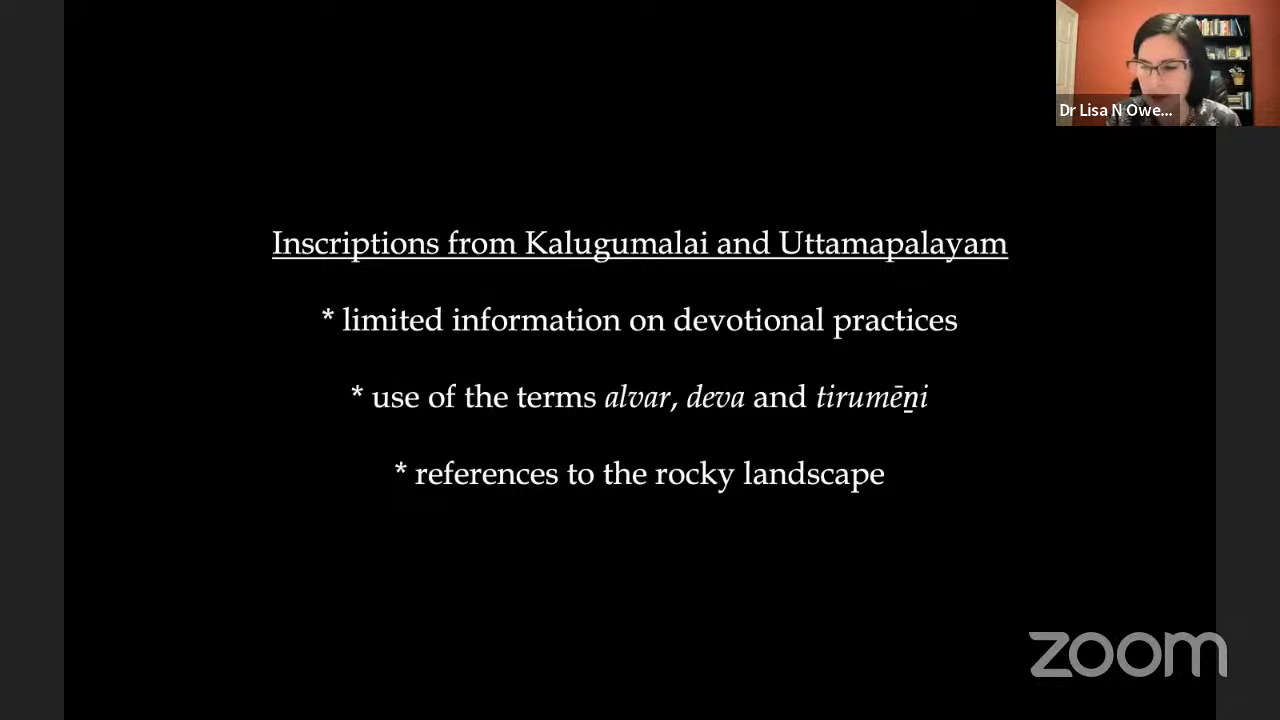 Dr Lisa N Owe...
Inscriptions from Kalugumalai and Uttamapalayam
* limited information on devotional practices
* use of the terms alvar, deva and tirumēṉi
* references to the rocky landscape
zoom